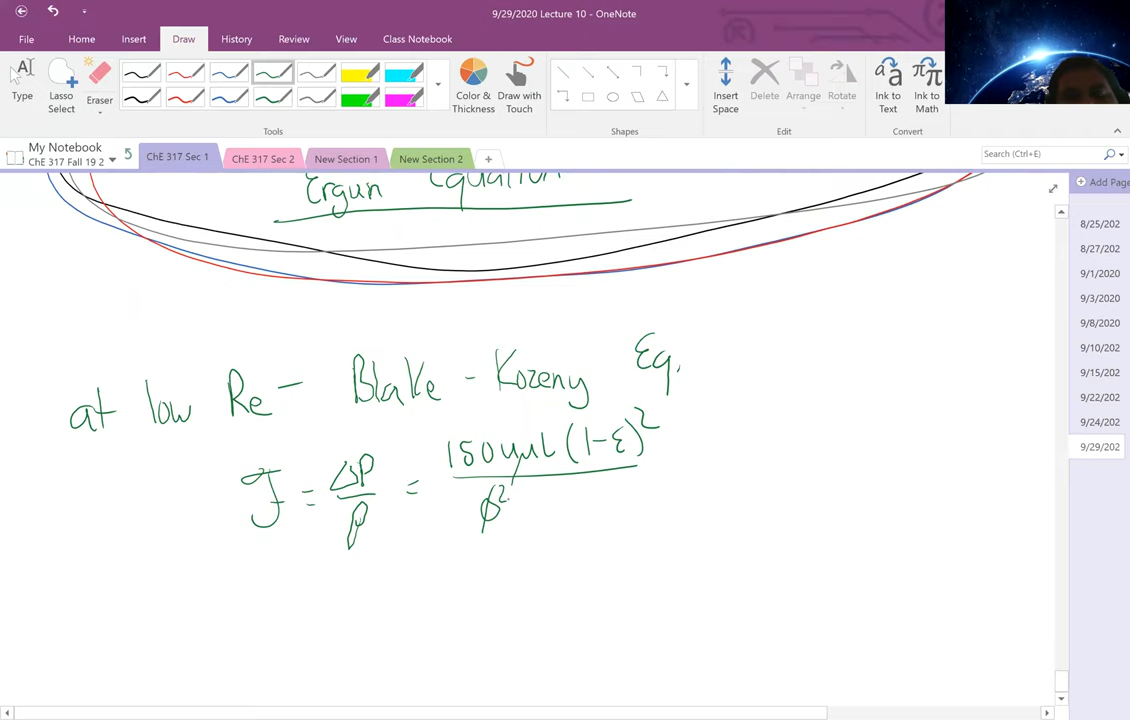 9/29/2020 Lecture 10 - OneNote
File Home Insert Draw History Review View Class Notebook
Type Lasso Select Eraser Color & Thickness Draw with Touch Insert Space Delete Arrange Rotate Ink to Text Ink to Math
Tools Shapes Edit Convert
My Notebook
ChE 317 Fall 19 2
ChE 317 Sec 1 ChE 317 Sec 2 New Section 1 New Section 2 + Search (Ctrl+E)
Add Page
8/25/202
8/27/202
9/1/2020
9/3/2020
9/8/2020
9/10/202
9/15/202
9/22/202
9/24/202
9/29/202
Ergun Equation
at low Re - Blake - Kozeny Eq.
F = ΔP/ρ = 150 u μ L (1-ε)² / φ²